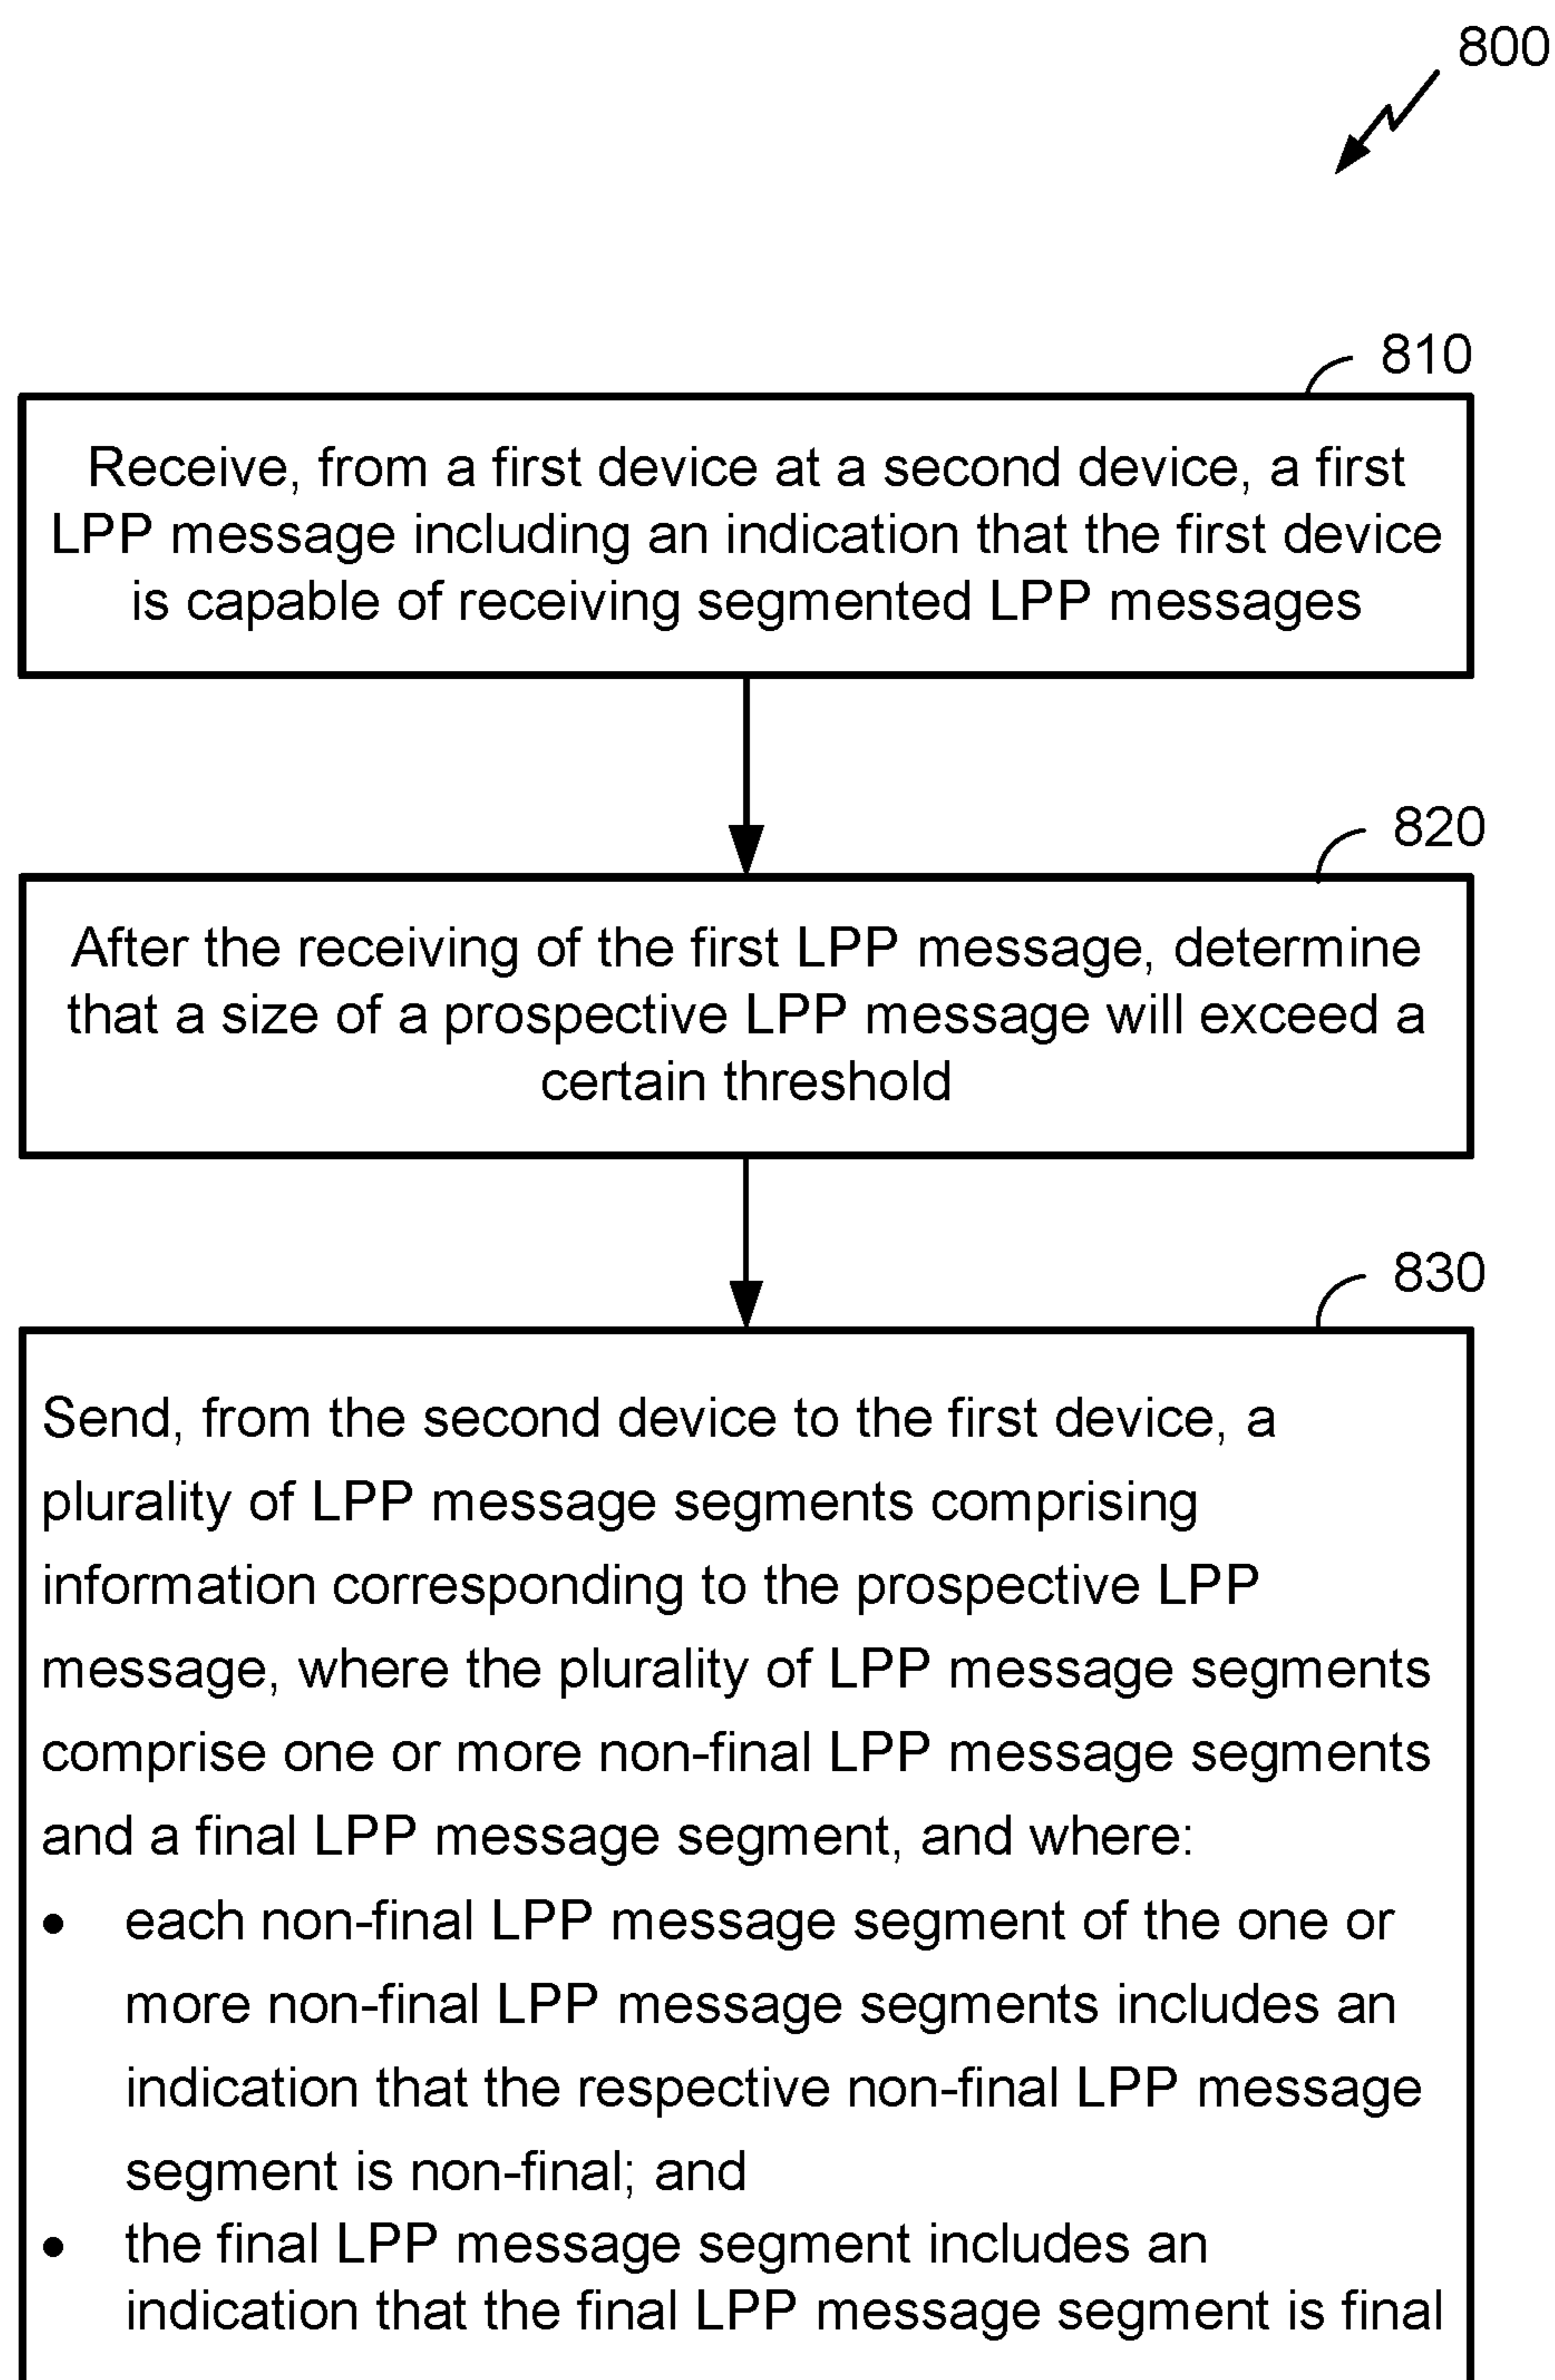 800
810
Receive, from a first device at a second device, a first
LPP message including an indication that the first device
is capable of receiving segmented LPP messages
820
After the receiving of the first LPP message, determine
that a size of a prospective LPP message will exceed a
certain threshold
830
Send, from the second device to the first device, a
plurality of LPP message segments comprising
information corresponding to the prospective LPP
message, where the plurality of LPP message segments
comprise one or more non-final LPP message segments
and a final LPP message segment, and where:
• each non-final LPP message segment of the one or
more non-final LPP message segments includes an
indication that the respective non-final LPP message
segment is non-final; and
• the final LPP message segment includes an
indication that the final LPP message segment is final